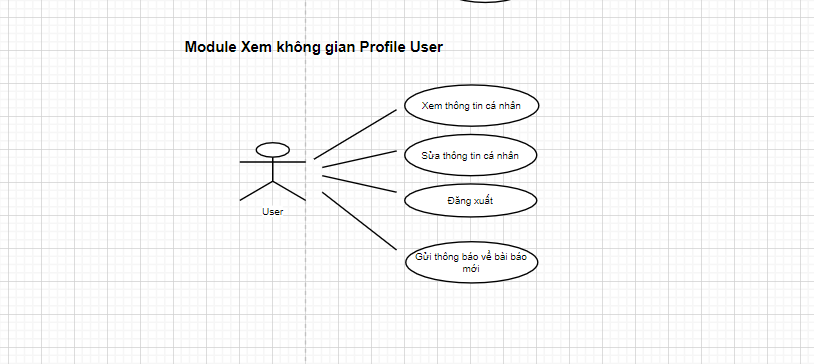 Module Xem không gian Profile User
Xem thông tin cá nhân
Sửa thông tin cá nhân
Đăng xuất
User
Gửi thông báo về bài báo
mới